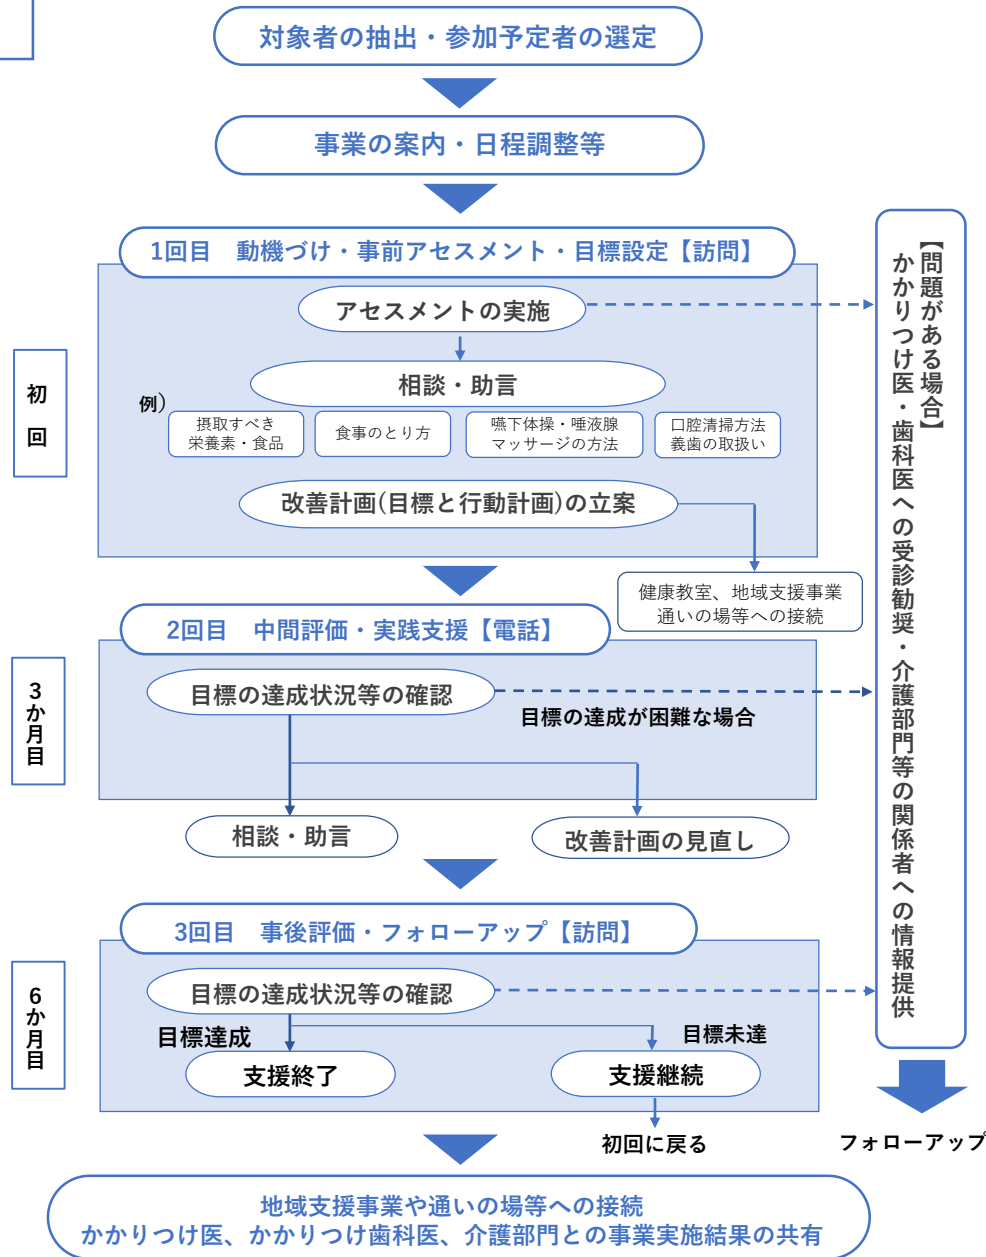 対象者の抽出・参加予定者の選定
事業の案内・日程調整等
1回目　動機づけ・事前アセスメント・目標設定【訪問】
初回
アセスメントの実施
相談・助言
例）
摂取すべき
栄養素・食品
食事のとり方
嚥下体操・唾液腺
マッサージの方法
口腔清掃方法
義歯の取扱い
改善計画(目標と行動計画)の立案
健康教室、地域支援事業
通いの場等への接続
2回目　中間評価・実践支援【電話】
3か月目
目標の達成状況等の確認
目標の達成が困難な場合
相談・助言
改善計画の見直し
3回目　事後評価・フォローアップ【訪問】
6か月目
目標の達成状況等の確認
目標達成
目標未達
支援終了
支援継続
初回に戻る
【問題がある場合】
かかりつけ医・歯科医への受診勧奨・介護部門等の関係者への情報提供
フォローアップ
地域支援事業や通いの場等への接続
かかりつけ医、かかりつけ歯科医、介護部門との事業実施結果の共有